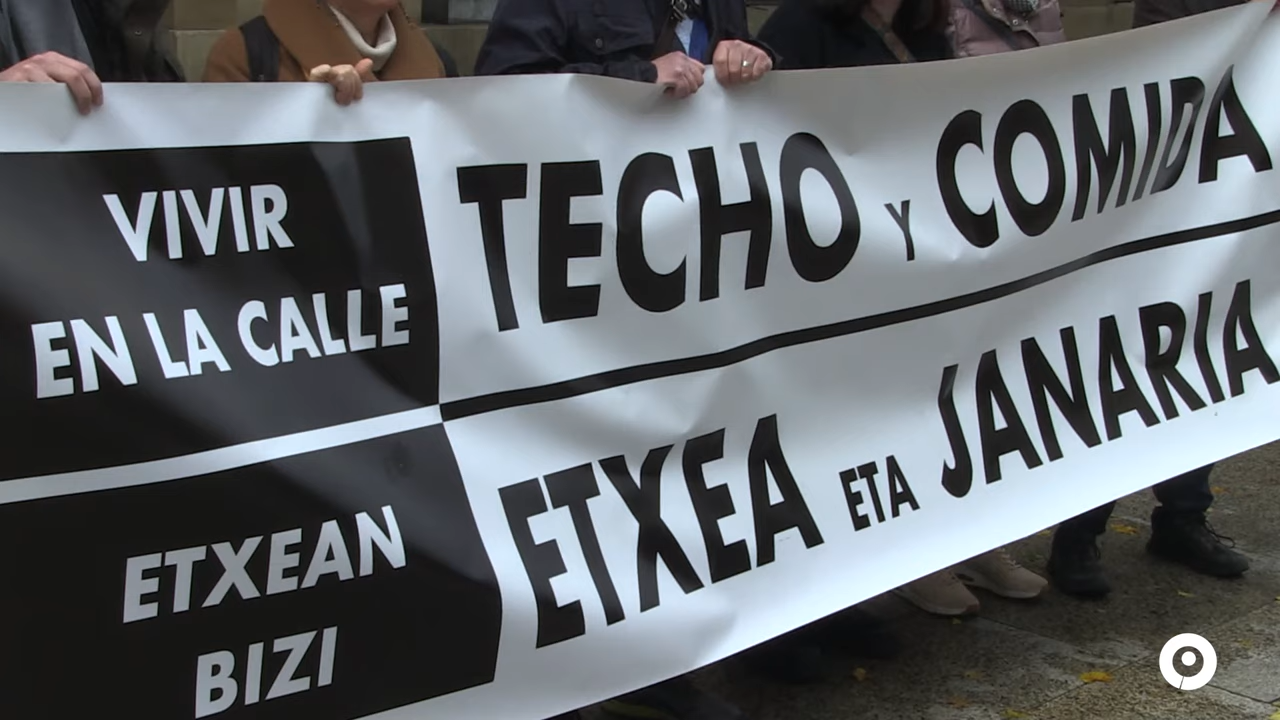 VIVIR
EN LA CALLE
TECHO Y COMIDA
ETXEAN
BIZI
ETXEA ETA JANARIA